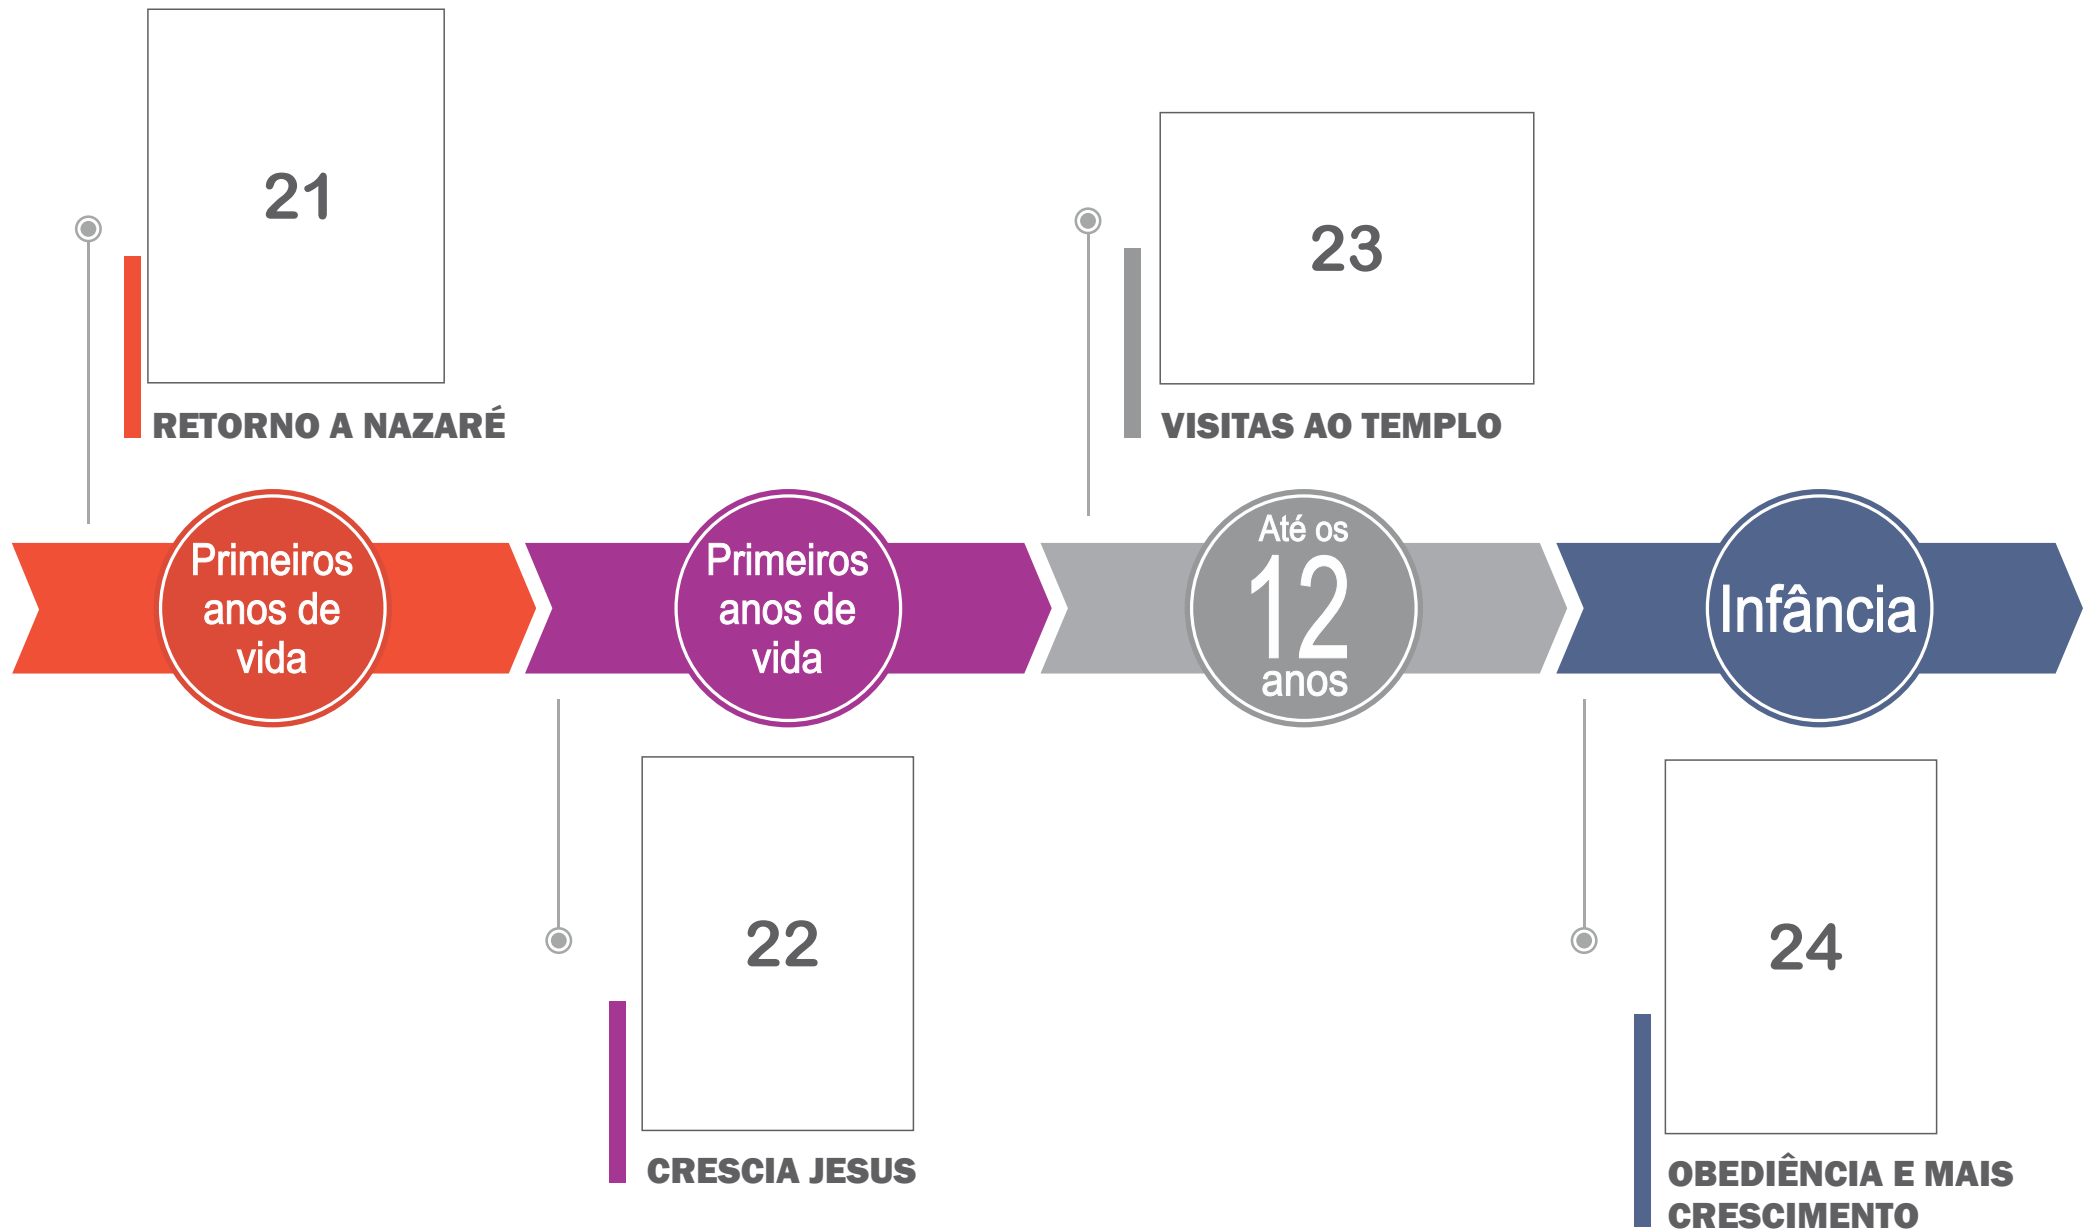 21
RETORNO A NAZARÉ
23
VISITAS AO TEMPLO
Primeiros
anos de
vida
Primeiros
anos de
vida
Até os
12
anos
Infância
22
CRESCIA JESUS
24
OBEDIÊNCIA E MAIS
CRESCIMENTO